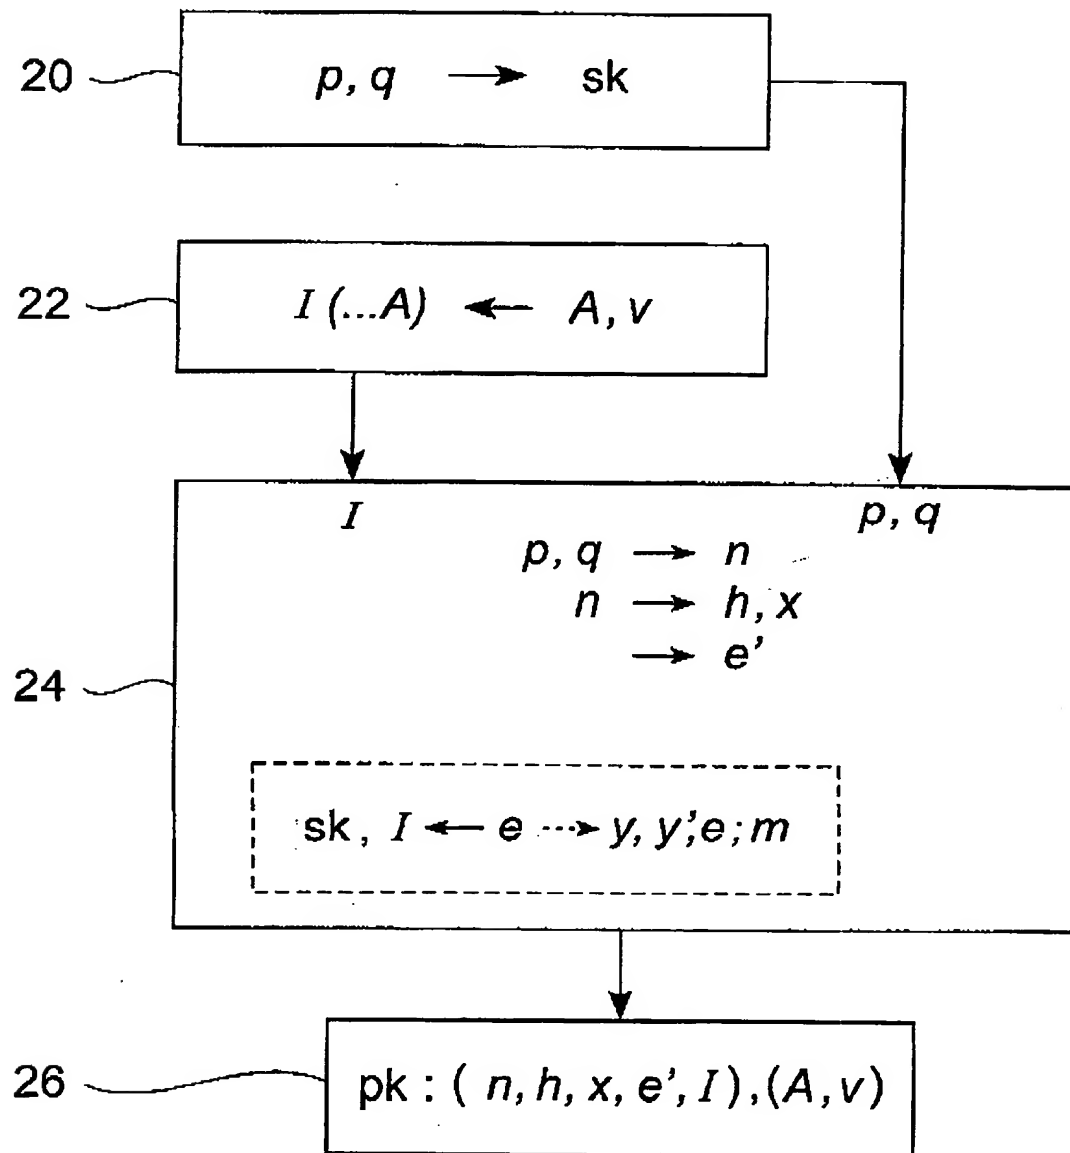 20 p, q → sk
22 I (...A) ← A, v
I p, q
p, q → n
n → h, x
→ e'
24
sk, I ← e ⇢ y, y', e; m
26 pk : ( n, h, x, e', I ), (A, v)